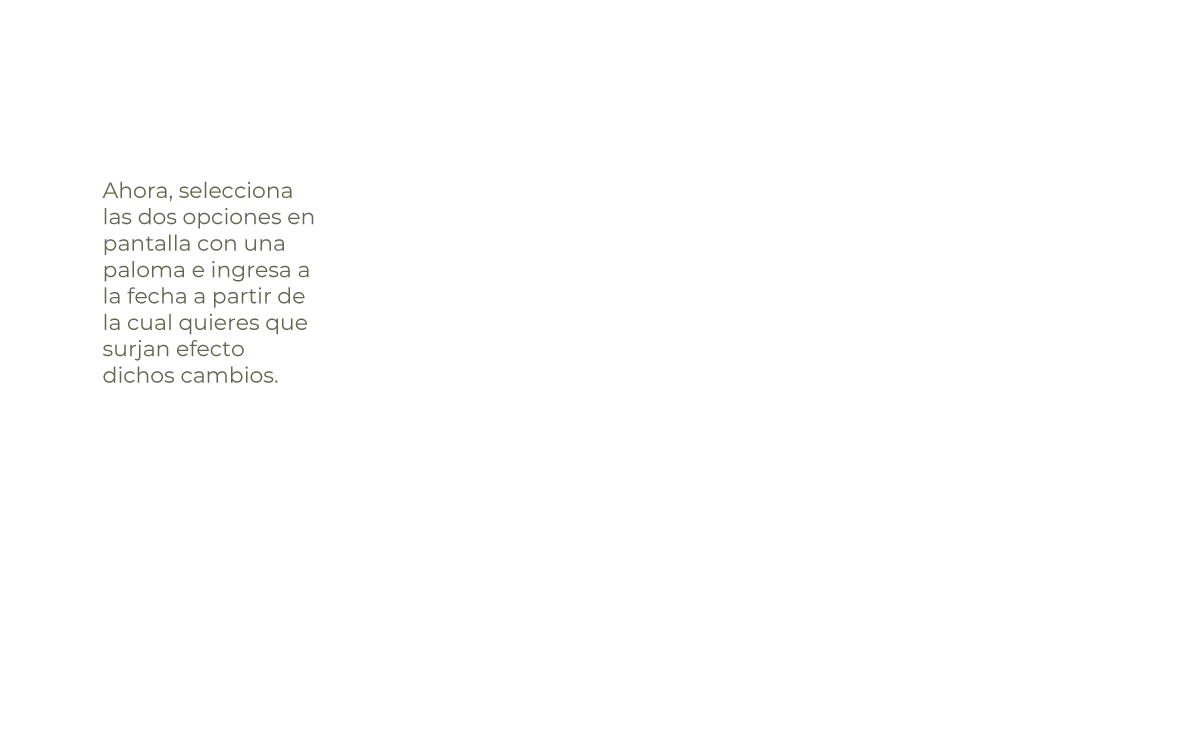 Ahora, selecciona
las dos opciones en
pantalla con una
paloma e ingresa a
la fecha a partir de
la cual quieres que
surjan efecto
dichos cambios.